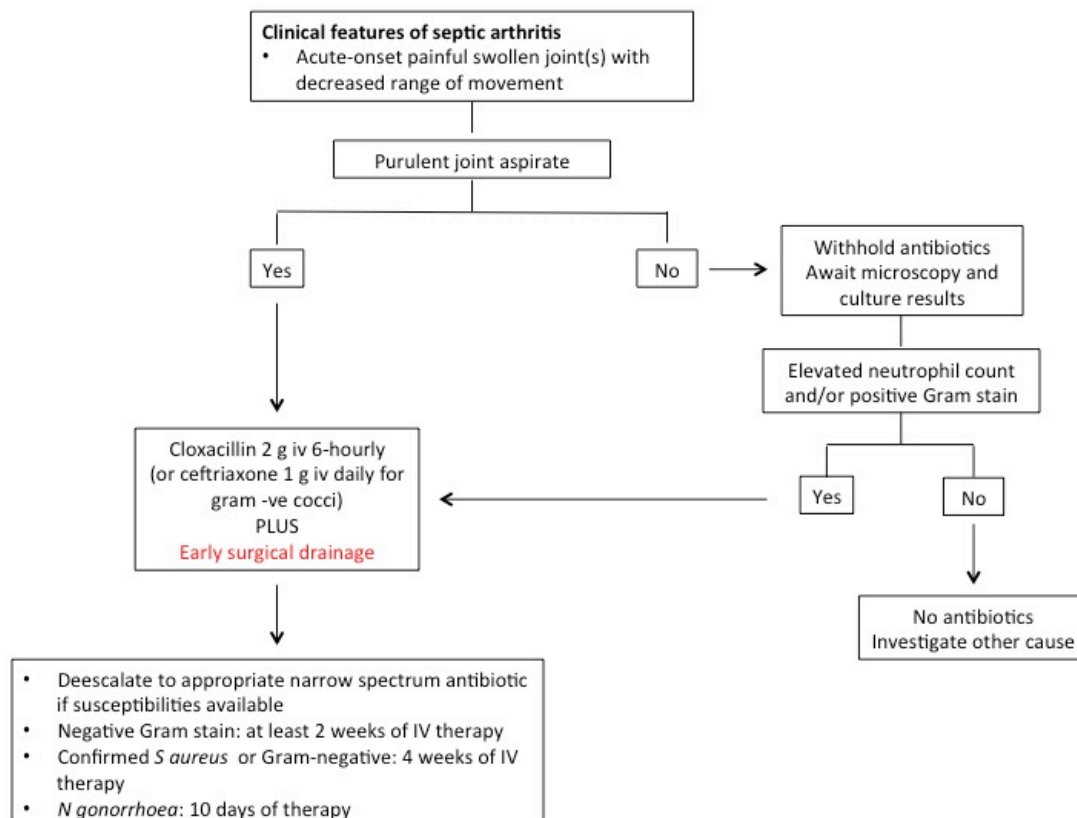 Clinical features of septic arthritis
• Acute-onset painful swollen joint(s) with
decreased range of movement
Purulent joint aspirate
Yes
No
Withhold antibiotics
Await microscopy and
culture results
Elevated neutrophil count
and/or positive Gram stain
Yes
No
Cloxacillin 2 g iv 6-hourly
(or ceftriaxone 1 g iv daily for
gram -ve cocci)
PLUS
Early surgical drainage
No antibiotics
Investigate other cause
• Deescalate to appropriate narrow spectrum antibiotic
if susceptibilities available
• Negative Gram stain: at least 2 weeks of IV therapy
• Confirmed S aureus or Gram-negative: 4 weeks of IV
therapy
• N gonorrhoea: 10 days of therapy